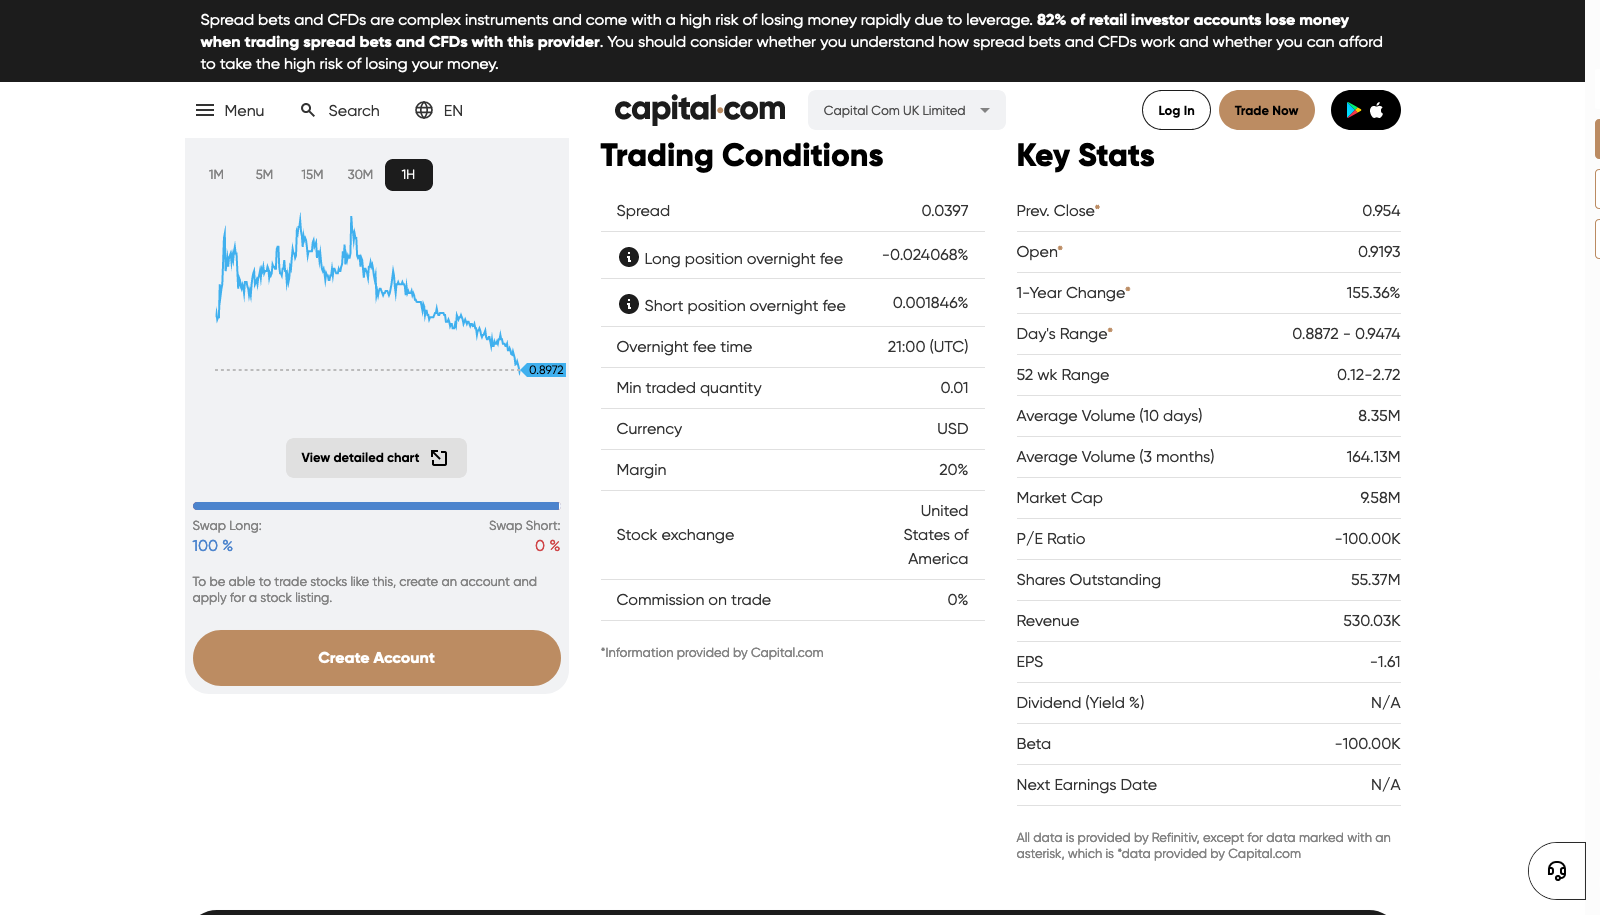 Spread bets and CFDs are complex instruments and come with a high risk of losing money rapidly due to leverage. 82% of retail investor accounts lose money
when trading spread bets and CFDs with this provider. You should consider whether you understand how spread bets and CFDs work and whether you can afford
to take the high risk of losing your money.
Menu
Search
EN
capital.com
Capital Com UK Limited
Log In
Trade Now
1M 5M 15M 30M 1H
0.8972
View detailed chart
Swap Long: Swap Short:
100 % 0 %
To be able to trade stocks like this, create an account and
apply for a stock listing.
Create Account
Trading Conditions
Spread 0.0397
Long position overnight fee -0.024068%
Short position overnight fee 0.001846%
Overnight fee time 21:00 (UTC)
Min traded quantity 0.01
Currency USD
Margin 20%
Stock exchange United
States of
America
Commission on trade 0%
*Information provided by Capital.com
Key Stats
Prev. Close* 0.954
Open* 0.9193
1-Year Change* 155.36%
Day's Range* 0.8872 - 0.9474
52 wk Range 0.12-2.72
Average Volume (10 days) 8.35M
Average Volume (3 months) 164.13M
Market Cap 9.58M
P/E Ratio -100.00K
Shares Outstanding 55.37M
Revenue 530.03K
EPS -1.61
Dividend (Yield %) N/A
Beta -100.00K
Next Earnings Date N/A
All data is provided by Refinitiv, except for data marked with an
asterisk, which is *data provided by Capital.com